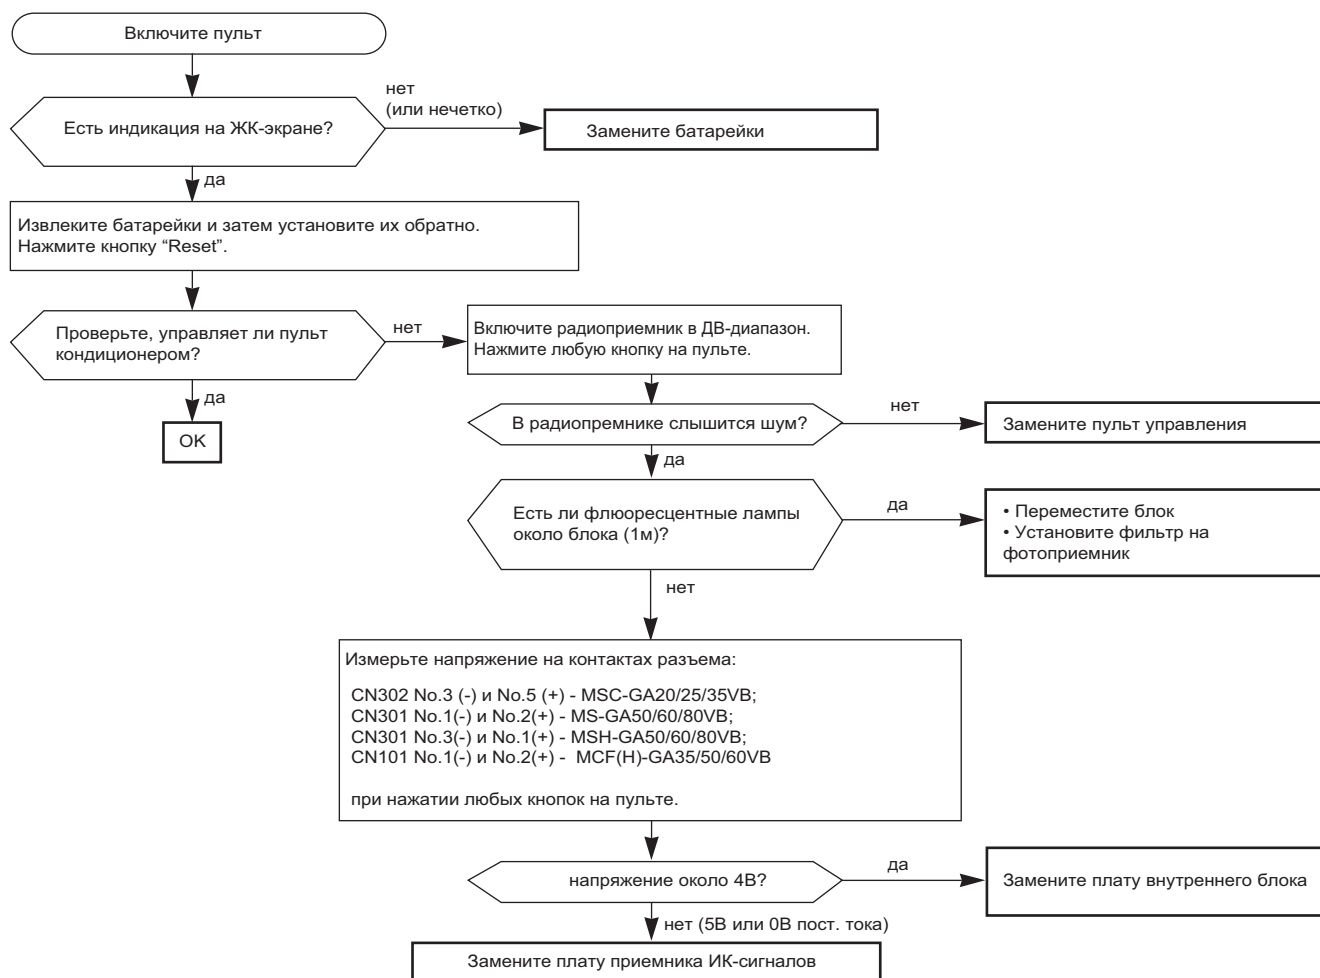 Включите пульт
нет
(или нечетко)
Есть индикация на ЖК-экране?
Замените батарейки
да
Извлеките батарейки и затем установите их обратно.
Нажмите кнопку “Reset”.
Проверьте, управляет ли пульт
кондиционером?
нет
Включите радиоприемник в ДВ-диапазон.
Нажмите любую кнопку на пульте.
да
OK
В радиопремнике слышится шум?
нет
Замените пульт управления
да
Есть ли флюоресцентные лампы
около блока (1м)?
да
• Переместите блок
• Установите фильтр на
фотоприемник
нет
Измерьте напряжение на контактах разъема:
CN302 No.3 (-) и No.5 (+) - MSC-GA20/25/35VB;
CN301 No.1(-) и No.2(+) - MS-GA50/60/80VB;
CN301 No.3(-) и No.1(+) - MSH-GA50/60/80VB;
CN101 No.1(-) и No.2(+) - MCF(H)-GA35/50/60VB
при нажатии любых кнопок на пульте.
напряжение около 4В?
да
Замените плату внутреннего блока
нет (5В или 0В пост. тока)
Замените плату приемника ИК-сигналов